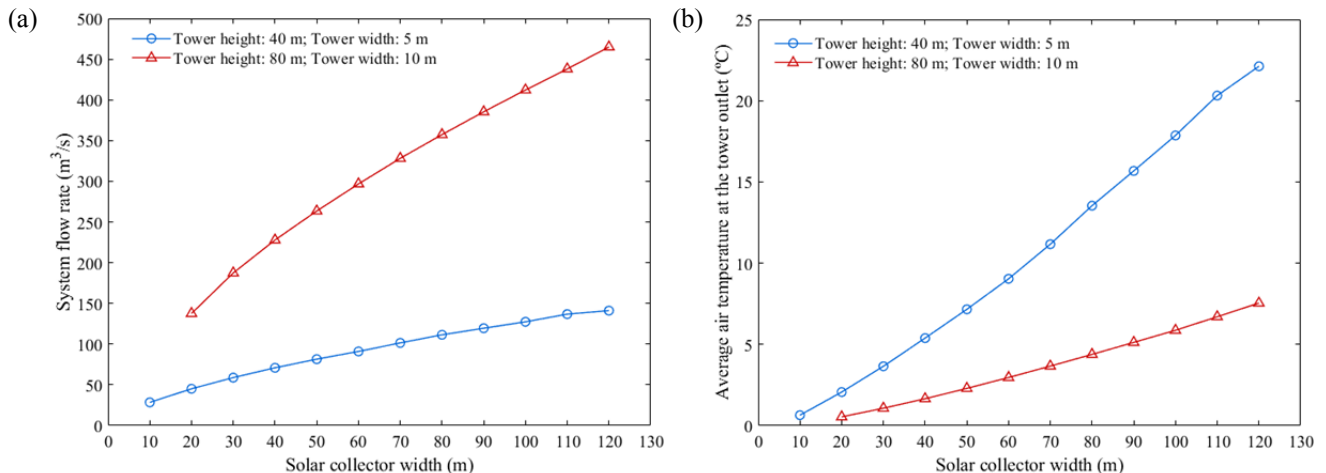 (a)
500
450
400
350
300
250
200
150
100
50
0
System flow rate (m³/s)
Tower height: 40 m; Tower width: 5 m
Tower height: 80 m; Tower width: 10 m
0 10 20 30 40 50 60 70 80 90 100 110 120 130
Solar collector width (m)
(b)
25
20
15
10
5
0
Average air temperature at the tower outlet (ºC)
Tower height: 40 m; Tower width: 5 m
Tower height: 80 m; Tower width: 10 m
0 10 20 30 40 50 60 70 80 90 100 110 120 130
Solar collector width (m)